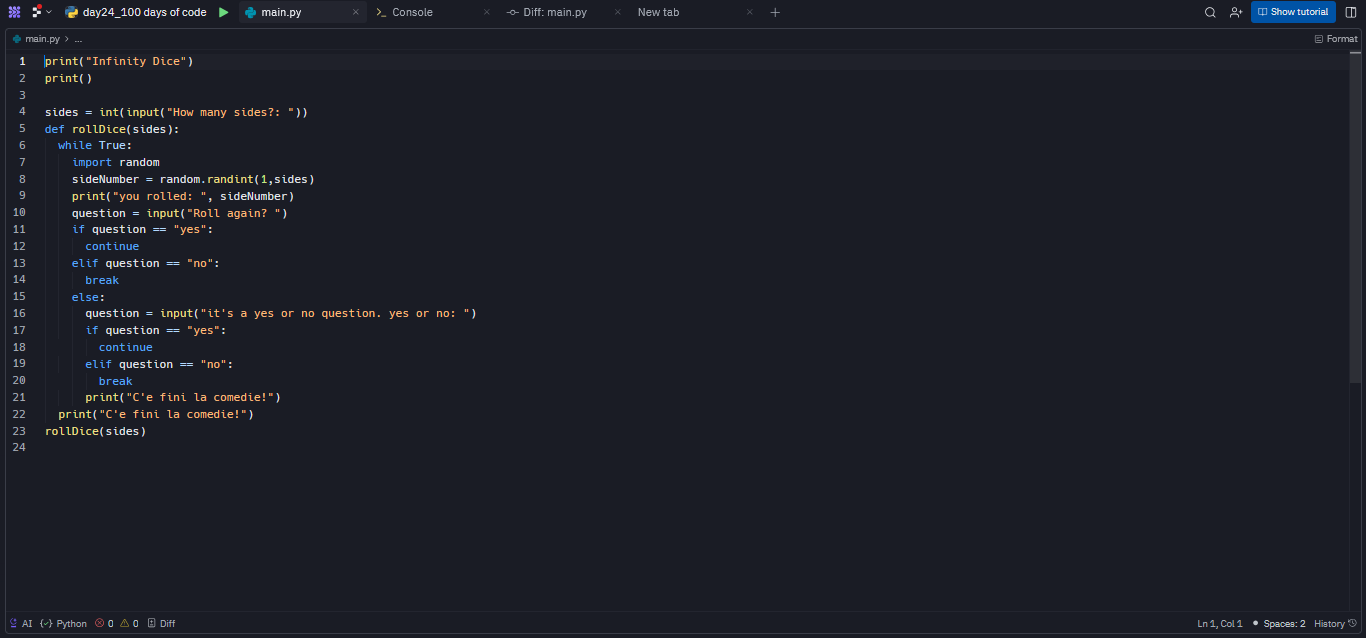 day24_100 days of code main.py Console Diff: main.py New tab Show tutorial
main.py > ... Format
1 print("Infinity Dice")
2 print()
3
4 sides = int(input("How many sides?: "))
5 def rollDice(sides):
6   while True:
7     import random
8     sideNumber = random.randint(1,sides)
9     print("you rolled: ", sideNumber)
10     question = input("Roll again? ")
11     if question == "yes":
12       continue
13     elif question == "no":
14       break
15     else:
16       question = input("it's a yes or no question. yes or no: ")
17       if question == "yes":
18         continue
19       elif question == "no":
20         break
21       print("C'e fini la comedie!")
22   print("C'e fini la comedie!")
23 rollDice(sides)
24
AI Python 0 0 Diff Ln 1, Col 1 Spaces: 2 History